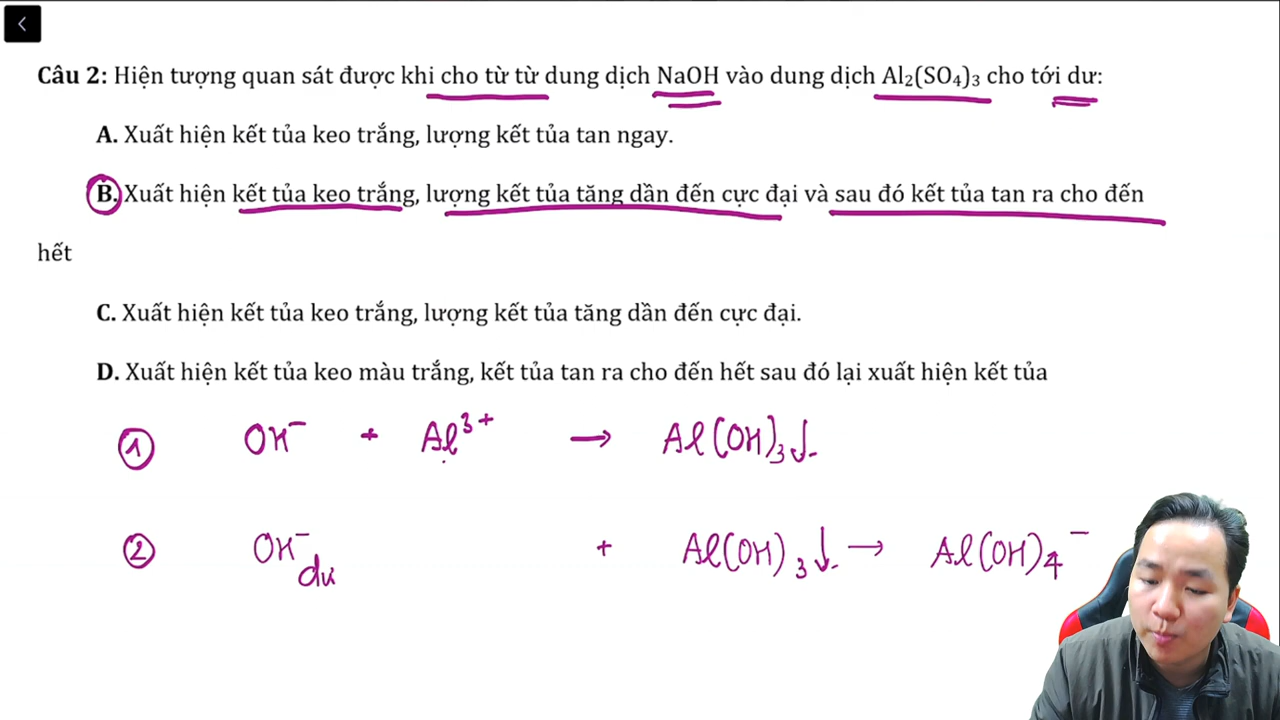 Câu 2: Hiện tượng quan sát được khi cho từ từ dung dịch NaOH vào dung dịch Al₂(SO₄)₃ cho tới dư:
A. Xuất hiện kết tủa keo trắng, lượng kết tủa tan ngay.
B. Xuất hiện kết tủa keo trắng, lượng kết tủa tăng dần đến cực đại và sau đó kết tủa tan ra cho đến
hết
C. Xuất hiện kết tủa keo trắng, lượng kết tủa tăng dần đến cực đại.
D. Xuất hiện kết tủa keo màu trắng, kết tủa tan ra cho đến hết sau đó lại xuất hiện kết tủa
① OH⁻ + Al³⁺ → Al(OH)₃↓
② OH⁻ dư + Al(OH)₃↓ → Al(OH)₄⁻